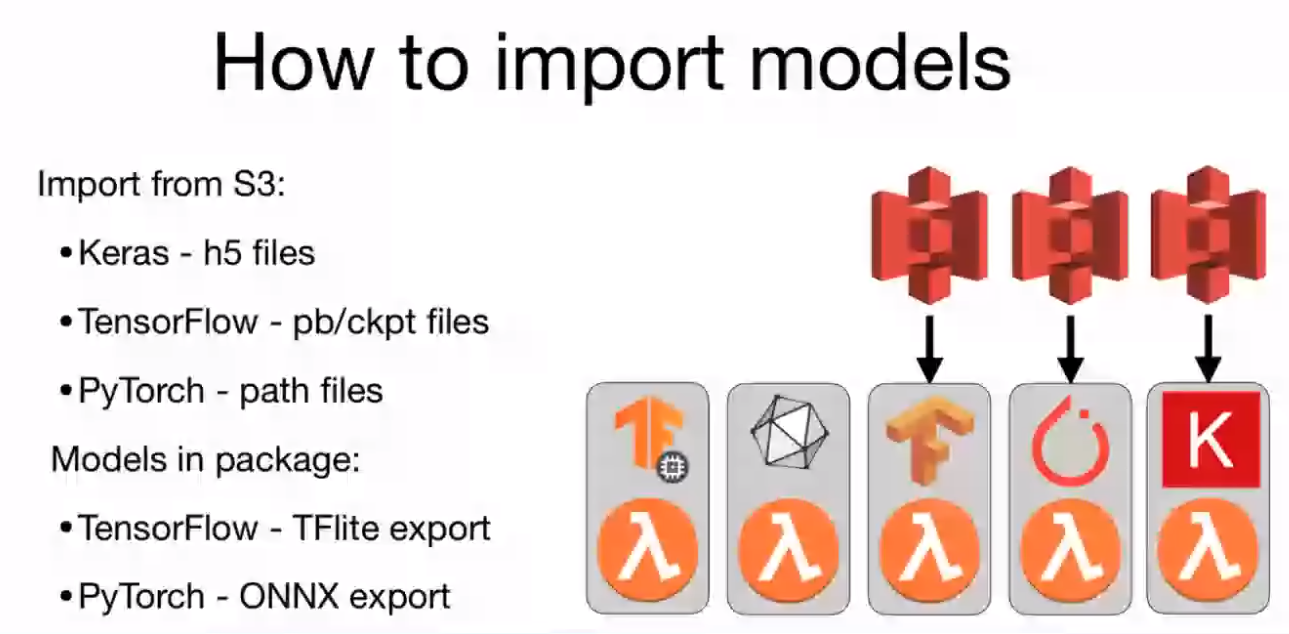 How to import models
Import from S3:
•Keras - h5 files
•TensorFlow - pb/ckpt files
•PyTorch - path files
Models in package:
•TensorFlow - TFlite export
•PyTorch - ONNX export
K
λ λ λ λ λ